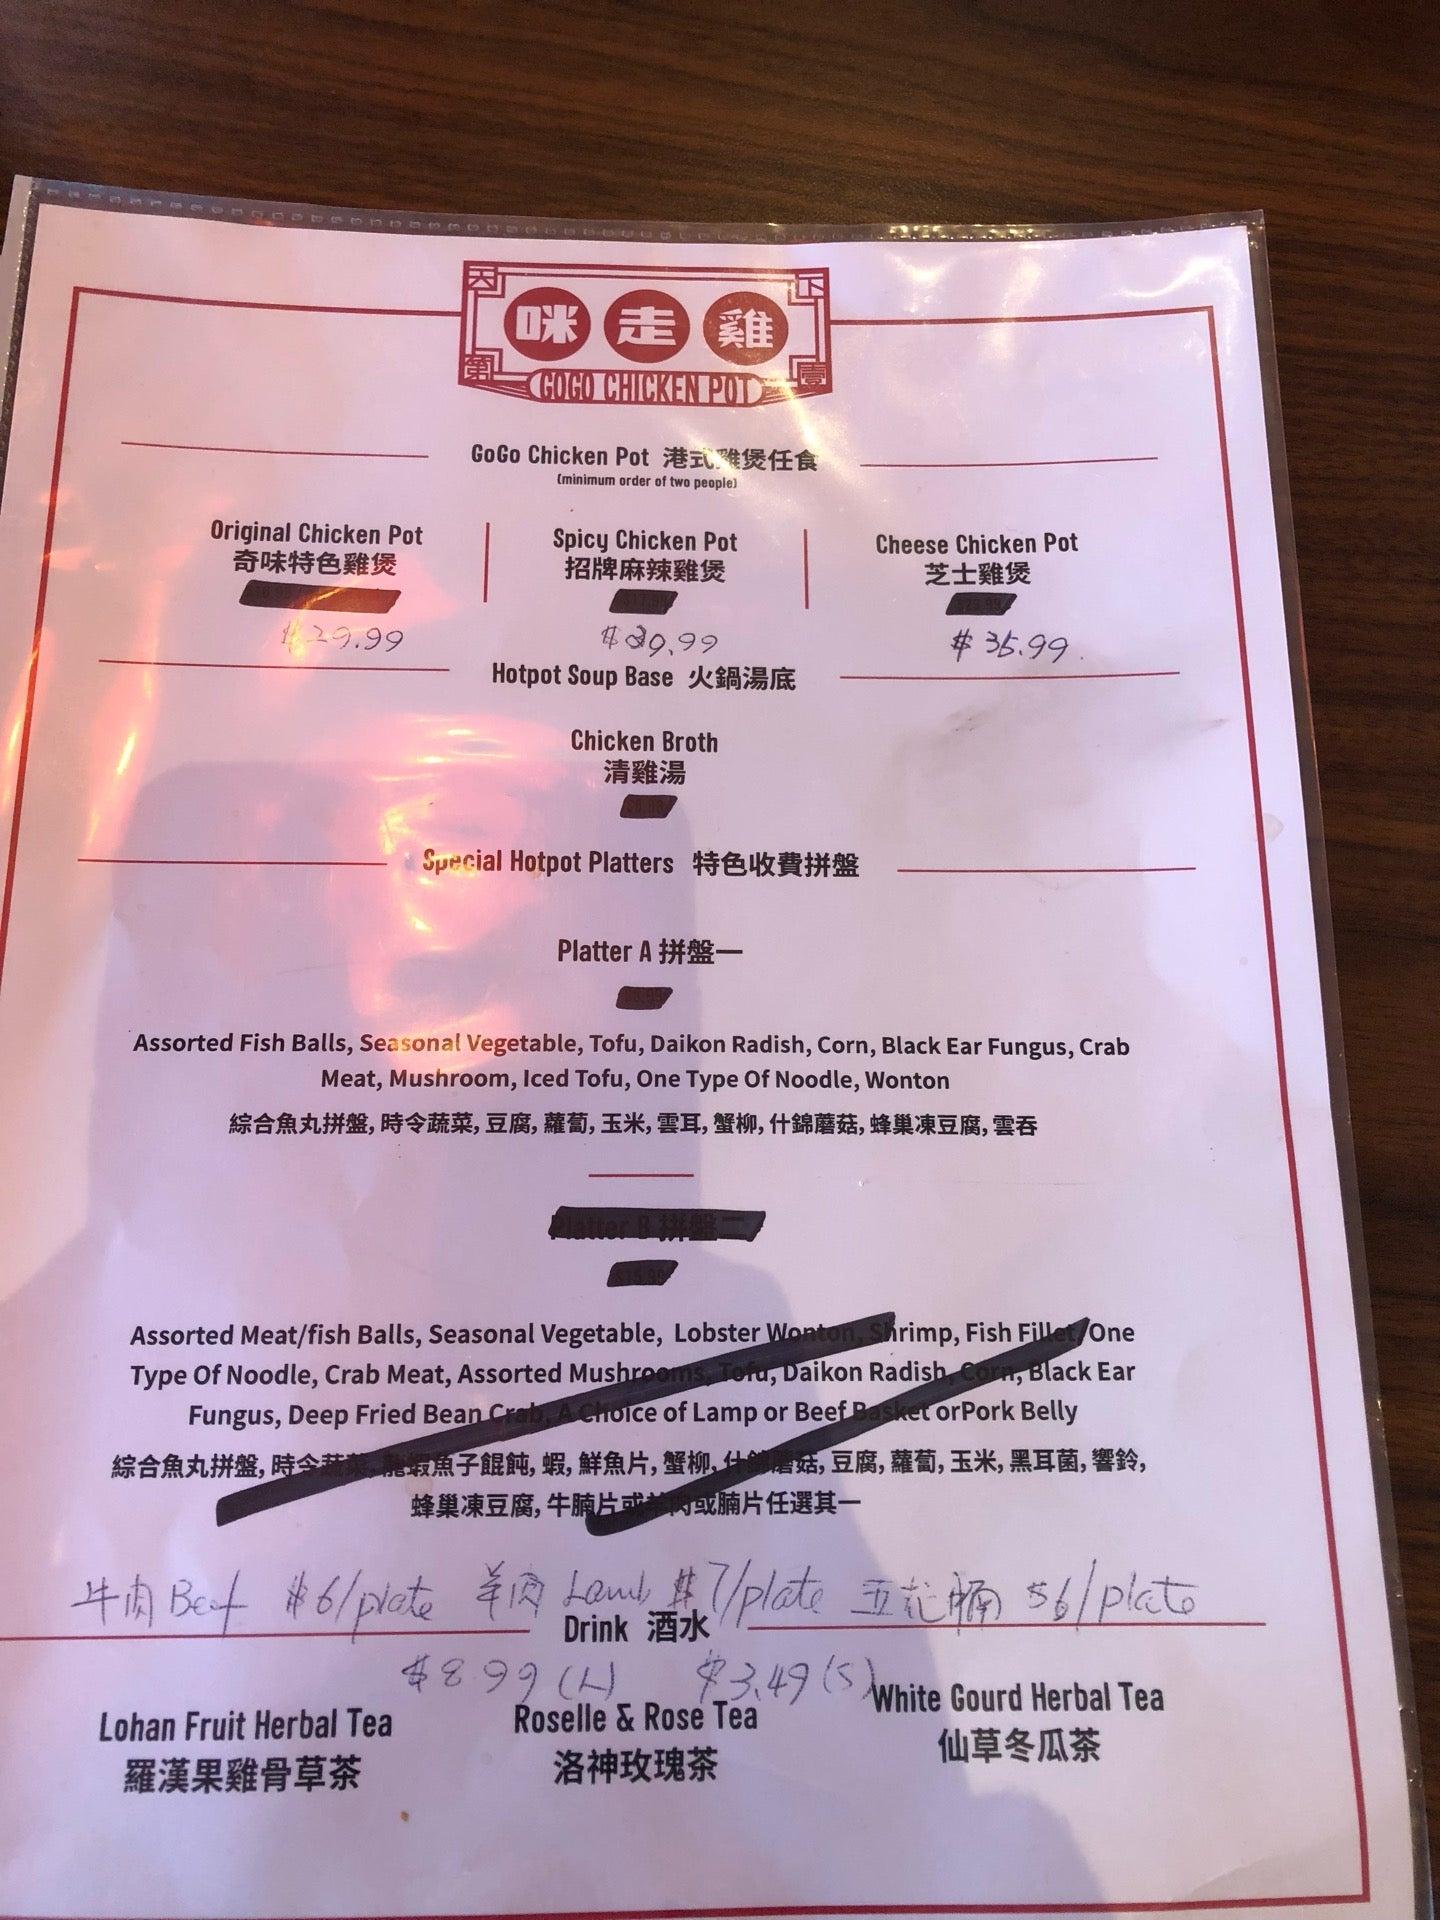 天 下
咪走雞
第 壹
GOGO CHICKEN POT
GoGo Chicken Pot 港式雞煲任食
(minimum order of two people)
Original Chicken Pot
奇味特色雞煲
$29.99
Spicy Chicken Pot
招牌麻辣雞煲
9.99
Cheese Chicken Pot
芝士雞煲
$35.99
Hotpot Soup Base 火鍋湯底
Chicken Broth
清雞湯
Special Hotpot Platters 特色收費拼盤
Platter A 拼盤一
Assorted Fish Balls, Seasonal Vegetable, Tofu, Daikon Radish, Corn, Black Ear Fungus, Crab
Meat, Mushroom, Iced Tofu, One Type Of Noodle, Wonton
綜合魚丸拼盤, 時令蔬菜, 豆腐, 蘿蔔, 玉米, 雲耳, 蟹柳, 什錦蘑菇, 蜂巢凍豆腐, 雲吞
Platter B 拼盤二
Assorted Meat/fish Balls, Seasonal Vegetable, Lobster Wonton, Shrimp, Fish Fillet, One
Type Of Noodle, Crab Meat, Assorted Mushrooms, Tofu, Daikon Radish, Corn, Black Ear
Fungus, Deep Fried Bean Crab, A Choice of Lamp or Beef Basket orPork Belly
綜合魚丸拼盤, 時令蔬菜, 龍蝦魚子餛飩, 蝦, 鮮魚片, 蟹柳, 什錦蘑菇, 豆腐, 蘿蔔, 玉米, 黑耳菌, 響鈴,
蜂巢凍豆腐, 牛腩片或羊肉或腩片任選其一
牛肉 Beef $6/plate 羊肉 Lamb $7/plate 五花腩 $6/plate
Drink 酒水
$8.99 (L) $3.49 (S)
Lohan Fruit Herbal Tea
羅漢果雞骨草茶
Roselle & Rose Tea
洛神玫瑰茶
White Gourd Herbal Tea
仙草冬瓜茶